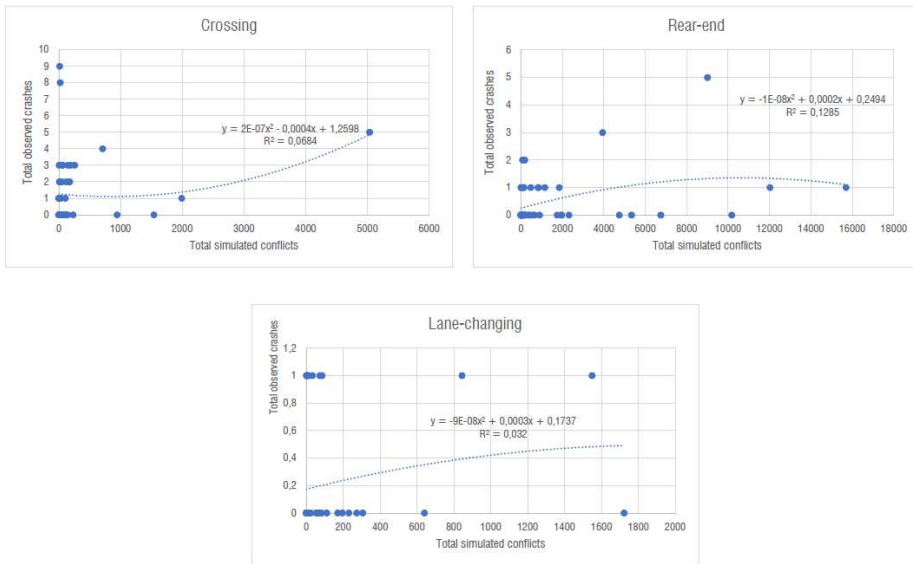 Crossing
Total observed crashes
10
9
8
7
6
5
4
3
2
1
0
y = 2E-07x² - 0,0004x + 1,2598
R² = 0,0684
0 1000 2000 3000 4000 5000 6000
Total simulated conflicts
Rear-end
Total observed crashes
6
5
4
3
2
1
0
y = -1E-08x² + 0,0002x + 0,2494
R² = 0,1285
0 2000 4000 6000 8000 10000 12000 14000 16000 18000
Total simulated conflicts
Lane-changing
Total observed crashes
1,2
1
0,8
0,6
0,4
0,2
0
y = -9E-08x² + 0,0003x + 0,1737
R² = 0,032
0 200 400 600 800 1000 1200 1400 1600 1800 2000
Total simulated conflicts